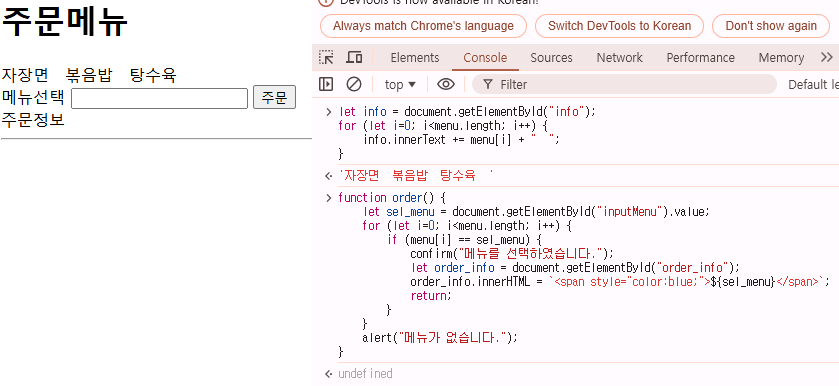 주문메뉴
자장면 볶음밥 탕수육
메뉴선택 주문
주문정보
DevTools is now available in Korean!
Always match Chrome's language Switch DevTools to Korean Don't show again
Elements Console Sources Network Performance Memory
top Filter Default le
let info = document.getElementById("info");
for (let i=0; i<menu.length; i++) {
    info.innerText += menu[i] + "  ";
}
'자장면  볶음밥  탕수육  '
function order() {
    let sel_menu = document.getElementById("inputMenu").value;
    for (let i=0; i<menu.length; i++) {
        if (menu[i] == sel_menu) {
            confirm("메뉴를 선택하였습니다.");
            let order_info = document.getElementById("order_info");
            order_info.innerHTML = `<span style="color:blue;">${sel_menu}</span>`;
            return;
        }
    }
    alert("메뉴가 없습니다.");
}
undefined